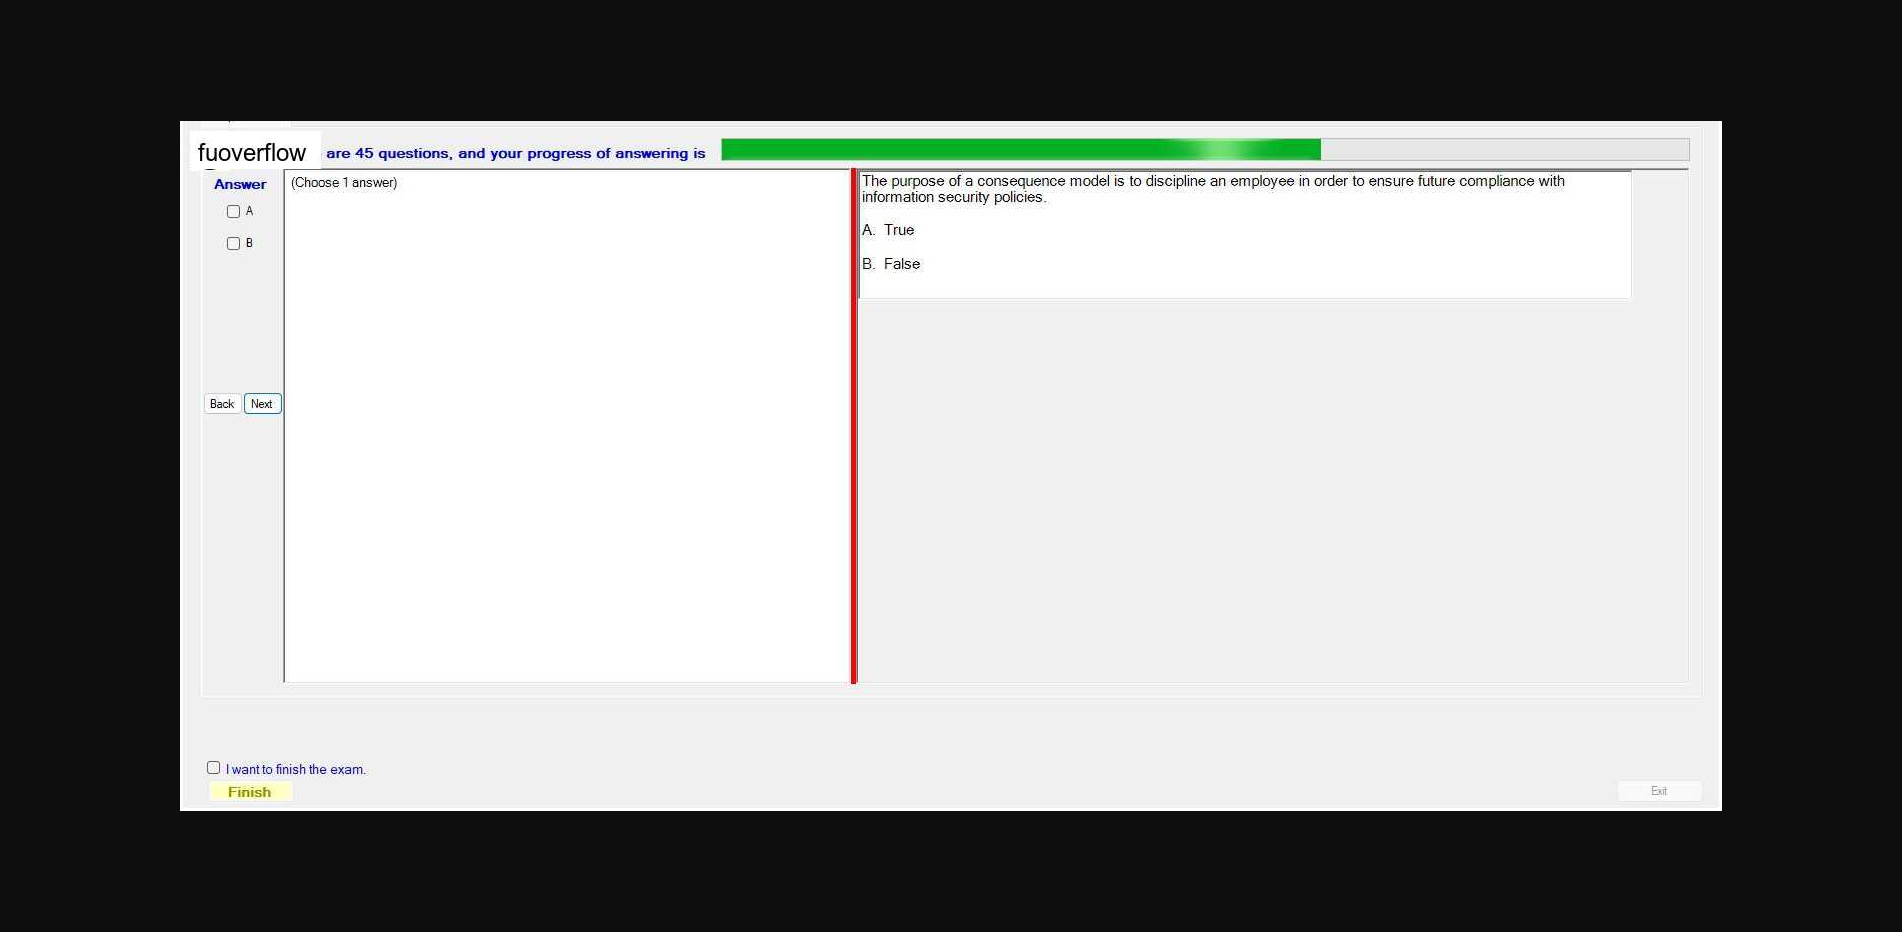 fuoverflow are 45 questions, and your progress of answering is
Answer
A
B
Back Next
(Choose 1 answer)
The purpose of a consequence model is to discipline an employee in order to ensure future compliance with
information security policies.
A. True
B. False
I want to finish the exam.
Finish
Exit